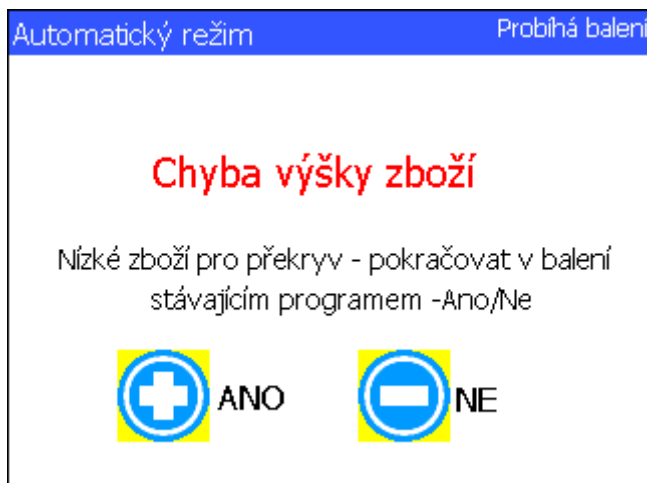 Automatický režim
Probíhá balení
Chyba výšky zboží
Nízké zboží pro překryv - pokračovat v balení
stávajícím programem -Ano/Ne
ANO
NE